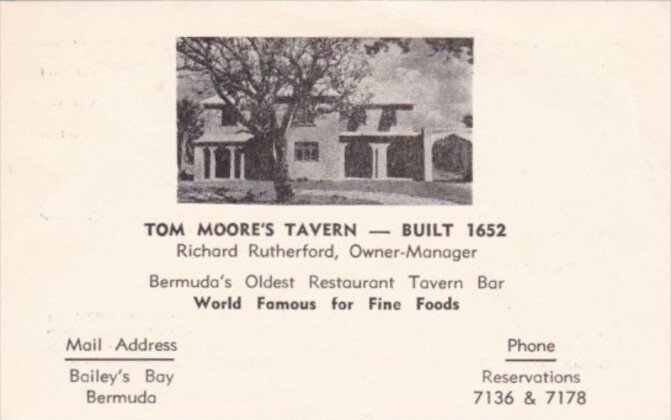 TOM MOORE'S TAVERN — BUILT 1652
Richard Rutherford, Owner-Manager
Bermuda's Oldest Restaurant Tavern Bar
World Famous for Fine Foods
Mail Address
Bailey's Bay
Bermuda
Phone
Reservations
7136 & 7178